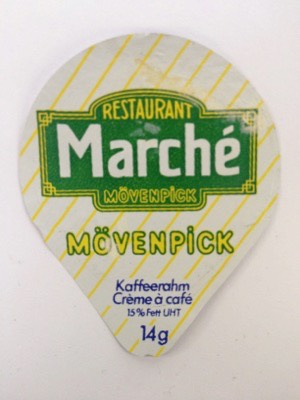 RESTAURANT
Marché
MÖVENPiCK
MÖVENPiCK
Kaffeerahm
Crème à café
15% Fett UHT
14g